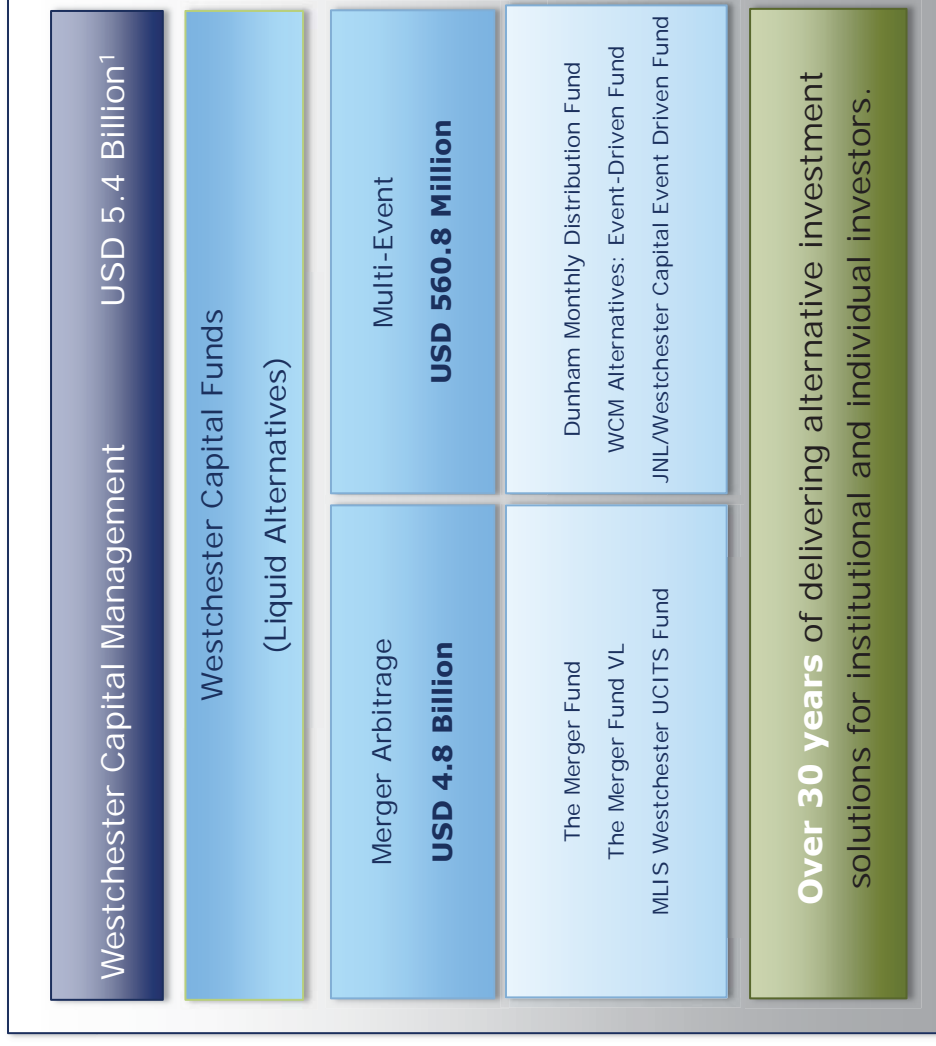 Westchester Capital Management USD 5.4 Billion¹
Westchester Capital Funds
(Liquid Alternatives)
Merger Arbitrage
USD 4.8 Billion
Multi-Event
USD 560.8 Million
The Merger Fund
The Merger Fund VL
MLIS Westchester UCITS Fund
Dunham Monthly Distribution Fund
WCM Alternatives: Event-Driven Fund
JNL/Westchester Capital Event Driven Fund
Over 30 years of delivering alternative investment
solutions for institutional and individual investors.